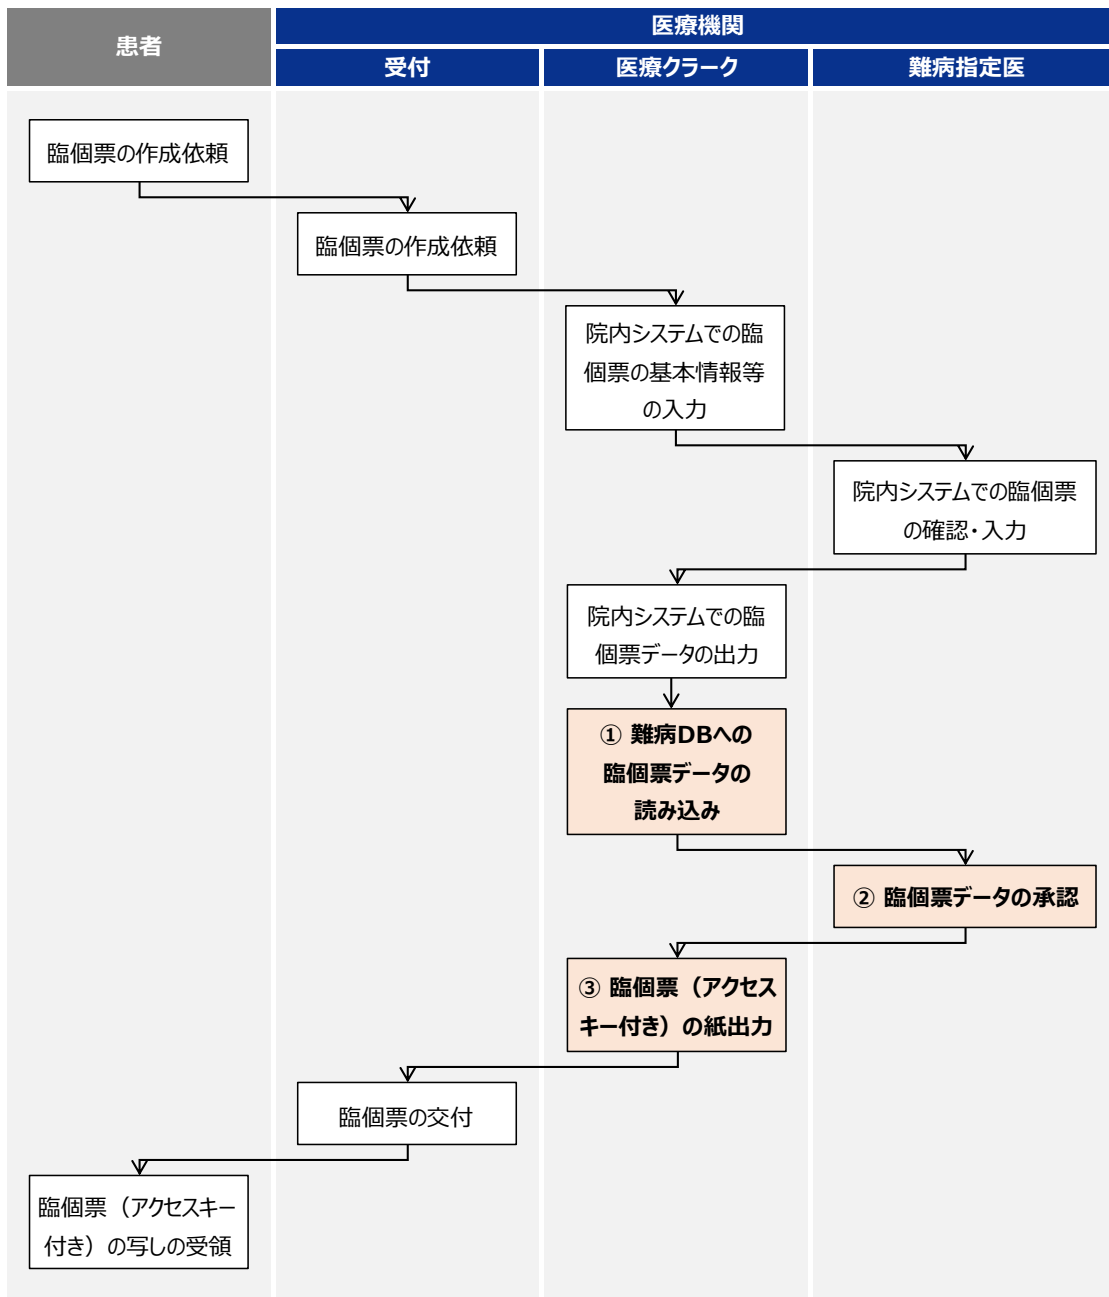 患者
医療機関
受付
医療クラーク
難病指定医
臨個票の作成依頼
臨個票の作成依頼
院内システムでの臨
個票の基本情報等
の入力
院内システムでの臨個票
の確認・入力
院内システムでの臨
個票データの出力
① 難病DBへの
臨個票データの
読み込み
② 臨個票データの承認
③ 臨個票（アクセス
キー付き）の紙出力
臨個票の交付
臨個票（アクセスキー
付き）の写しの受領